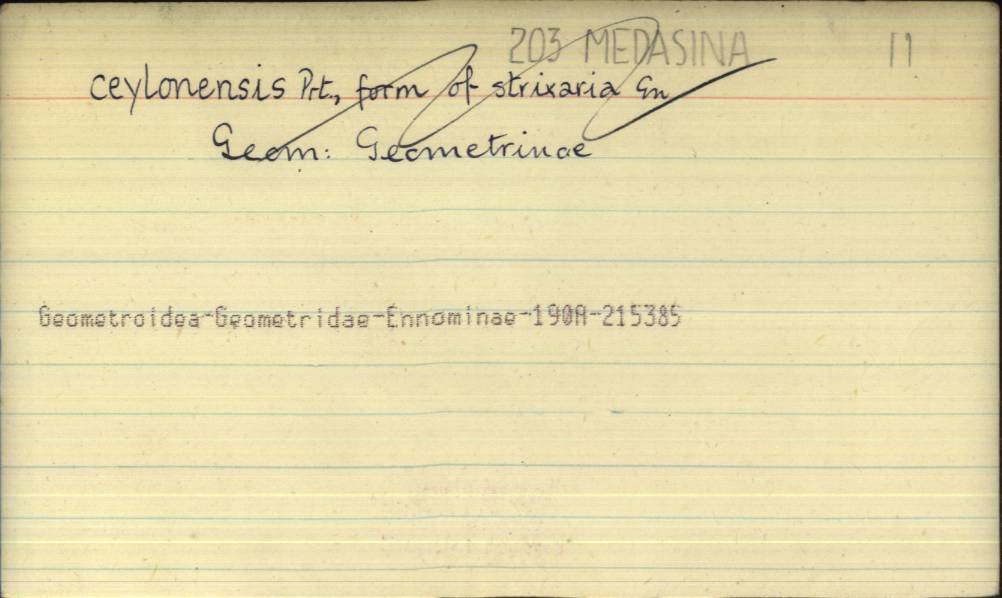 203 MEDASINA 11
ceylonensis Prt., form of strixaria Gn
Geom: Geometrinae
Geometroidea-Geometridae-Ennominae-190A-215385